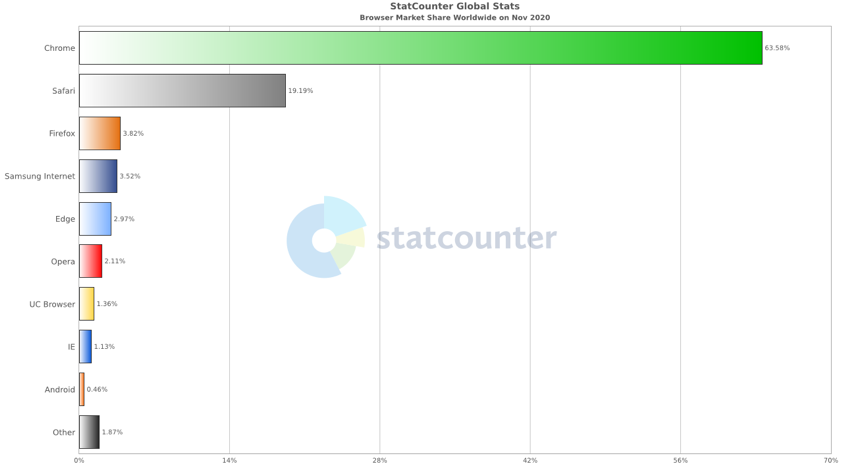 StatCounter Global Stats
Browser Market Share Worldwide on Nov 2020
Chrome 63.58%
Safari 19.19%
Firefox 3.82%
Samsung Internet 3.52%
Edge 2.97%
statcounter
Opera 2.11%
UC Browser 1.36%
IE 1.13%
Android 0.46%
Other 1.87%
0% 14% 28% 42% 56% 70%